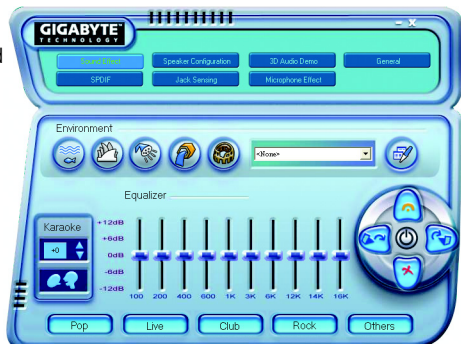 GIGABYTE™
TECHNOLOGY
Sound Effect Speaker Configuration 3D Audio Demo General
SPDIF Jack Sensing Microphone Effect
Environment
<None>
Equalizer
Karaoke
+0
+12dB
+6dB
0dB
-6dB
-12dB
100 200 400 600 1K 3K 6K 12K 14K 16K
Pop Live Club Rock Others